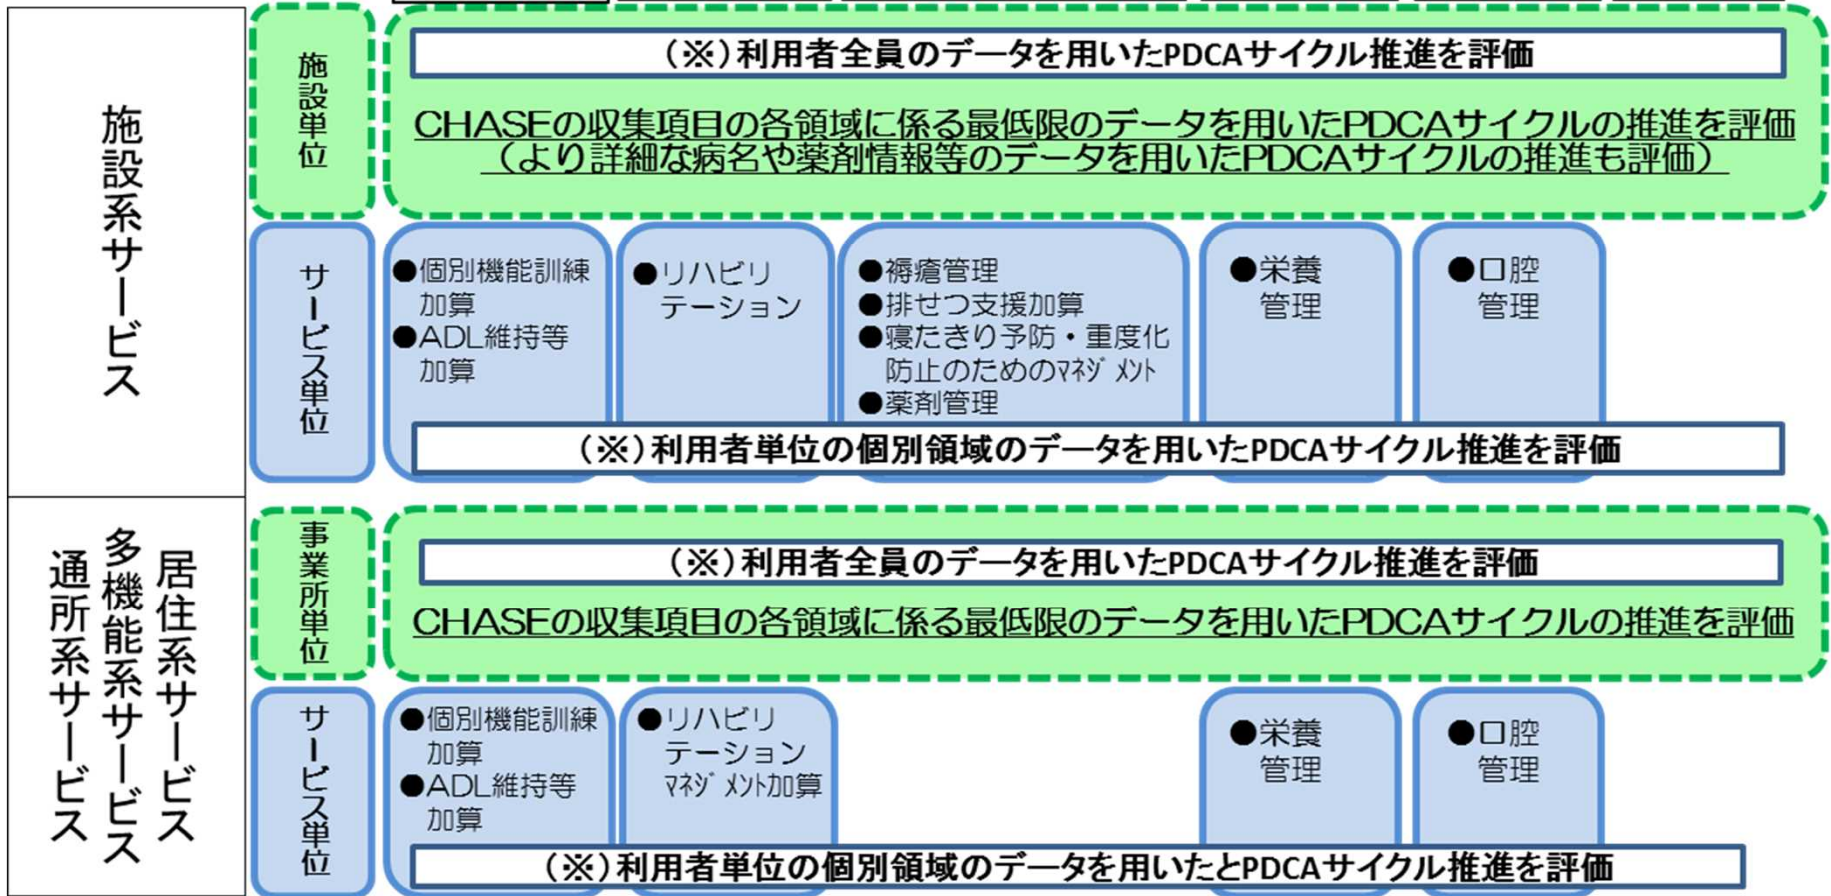 施設系サービス
施設単位
(※)利用者全員のデータを用いたPDCAサイクル推進を評価
CHASEの収集項目の各領域に係る最低限のデータを用いたPDCAサイクルの推進を評価
(より詳細な病名や薬剤情報等のデータを用いたPDCAサイクルの推進も評価)
サービス単位
●個別機能訓練
加算
●ADL維持等
加算
●リハビリ
テーション
●褥瘡管理
●排せつ支援加算
●寝たきり予防・重度化
防止のためのﾏﾈｼﾞﾒﾝﾄ
●薬剤管理
●栄養
管理
●口腔
管理
(※)利用者単位の個別領域のデータを用いたPDCAサイクル推進を評価
居住系サービス
多機能系サービス
通所系サービス
事業所単位
(※)利用者全員のデータを用いたPDCAサイクル推進を評価
CHASEの収集項目の各領域に係る最低限のデータを用いたPDCAサイクルの推進を評価
サービス単位
●個別機能訓練
加算
●ADL維持等
加算
●リハビリ
テーション
ﾏﾈｼﾞﾒﾝﾄ加算
●栄養
管理
●口腔
管理
(※)利用者単位の個別領域のデータを用いたとPDCAサイクル推進を評価